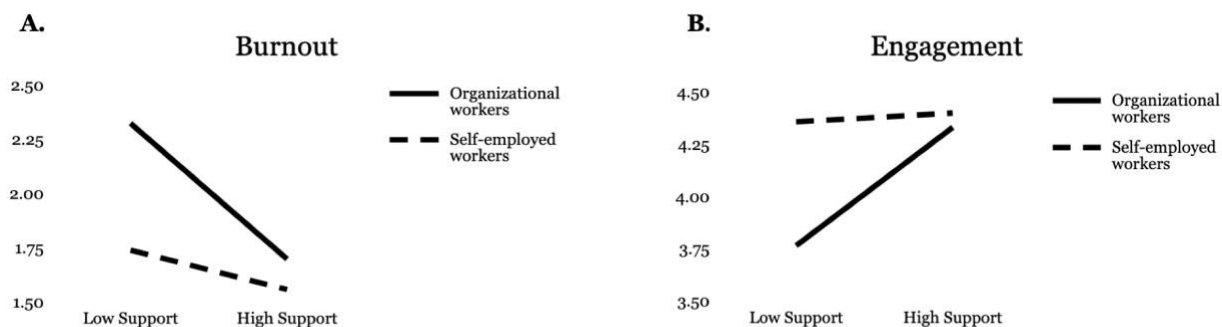 A.
Burnout
2.50
2.25
2.00
1.75
1.50
Low Support
High Support
Organizational
workers
Self-employed
workers
B.
Engagement
4.50
4.25
4.00
3.75
3.50
Low Support
High Support
Organizational
workers
Self-employed
workers